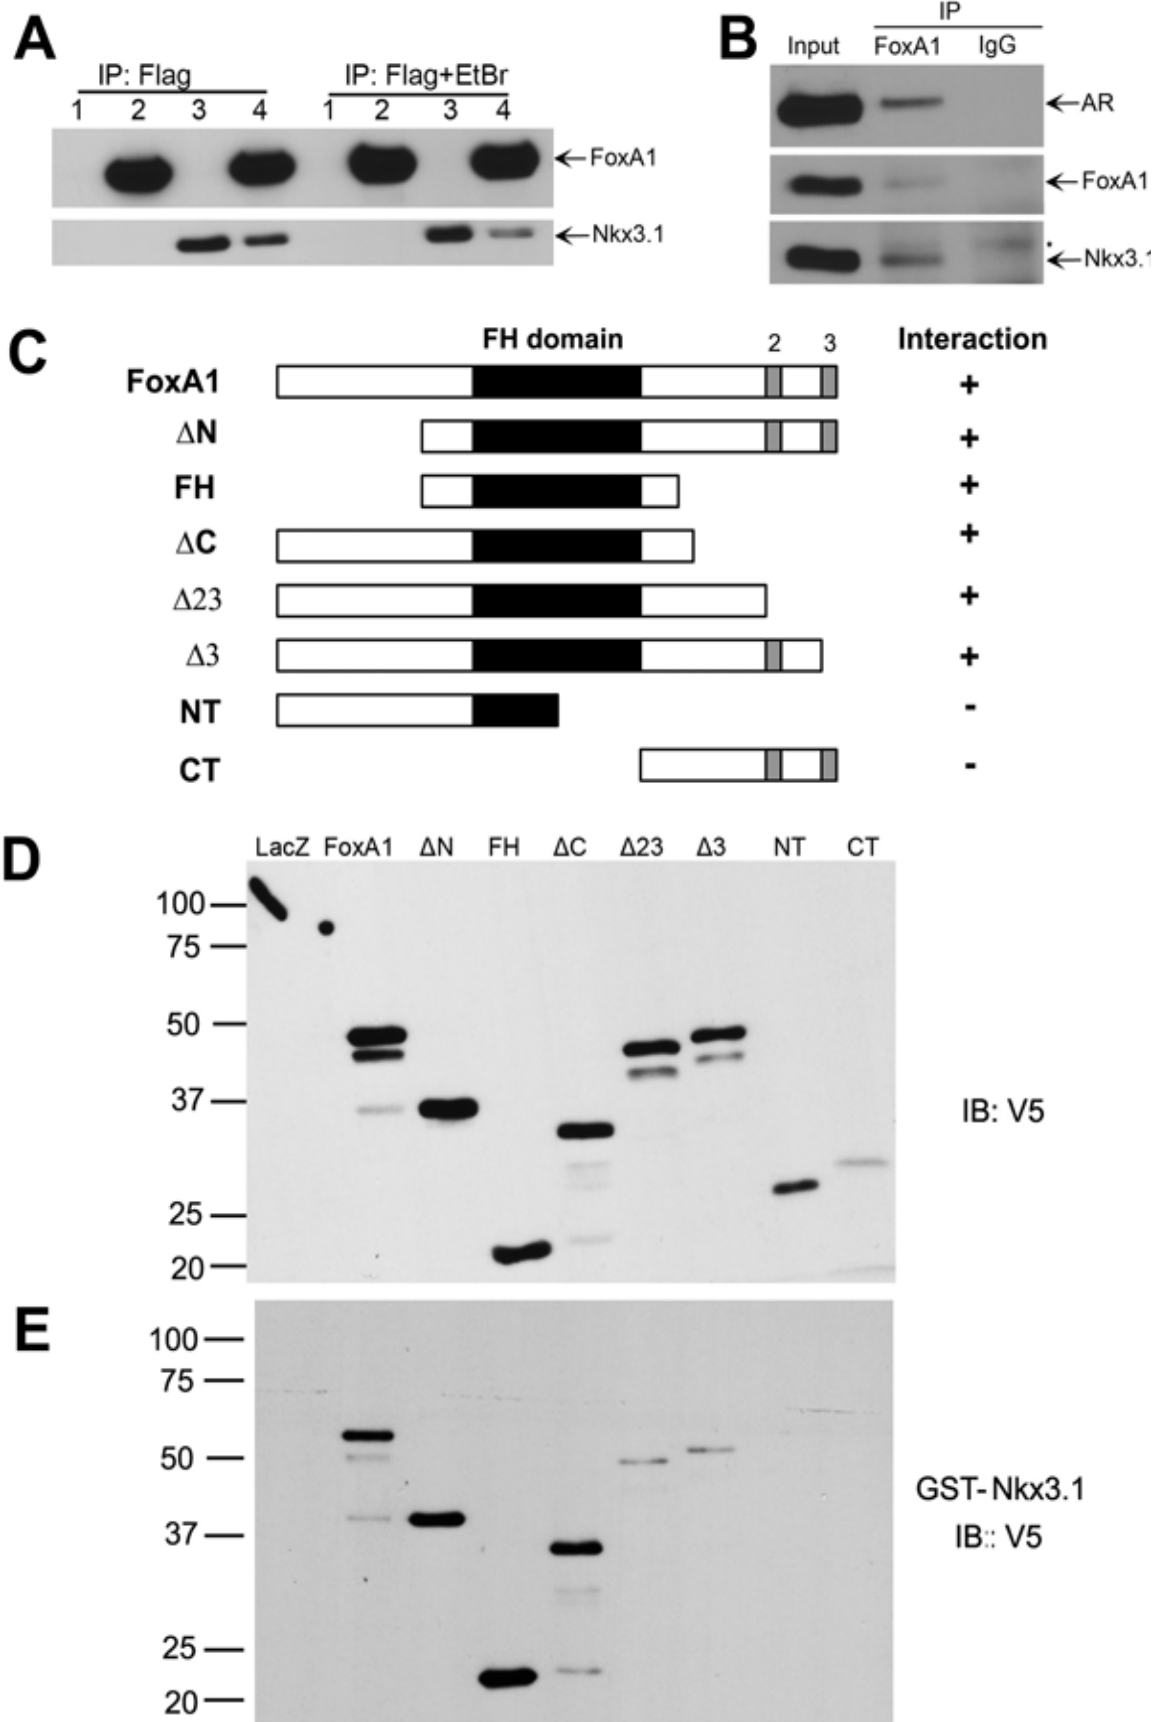 A
IP: Flag
IP: Flag+EtBr
1 2 3 4 1 2 3 4
FoxA1
Nkx3.1
B
IP
Input FoxA1 IgG
AR
FoxA1
*
Nkx3.1
C
FH domain 2 3 Interaction
FoxA1 +
ΔN +
FH +
ΔC +
Δ23 +
Δ3 +
NT -
CT -
D
LacZ FoxA1 ΔN FH ΔC Δ23 Δ3 NT CT
100
75
50
37
25
20
IB: V5
E
100
75
50
37
25
20
GST-Nkx3.1
IB:: V5